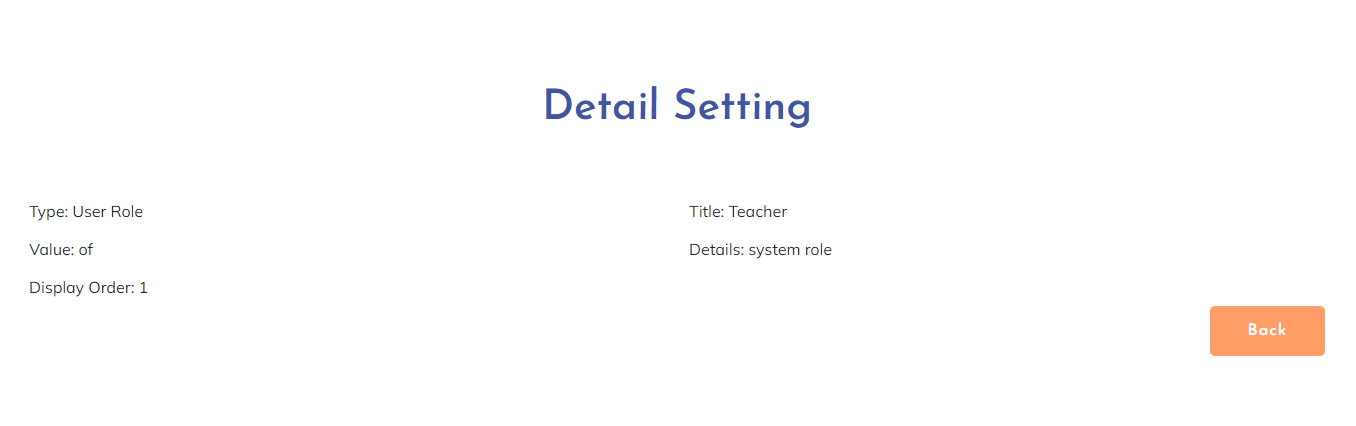 Detail Setting
Type: User Role
Title: Teacher
Value: of
Details: system role
Display Order: 1
Back